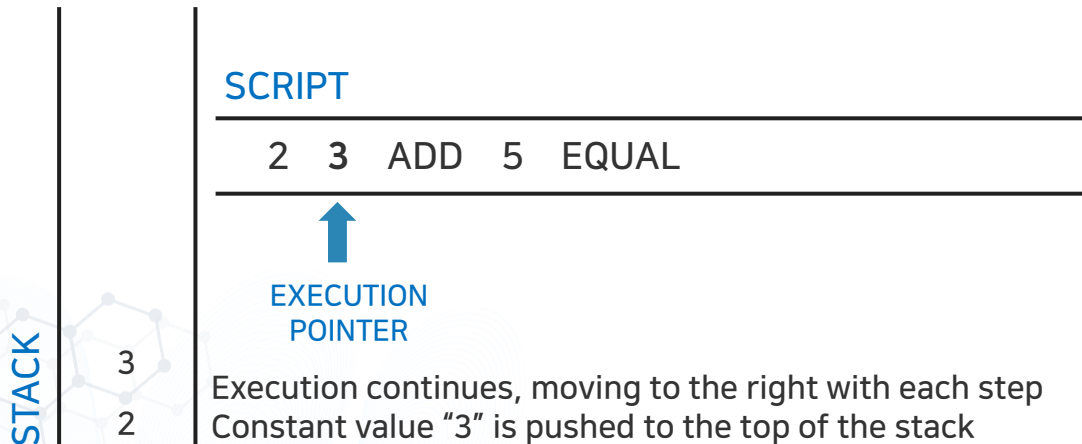 SCRIPT
2 3 ADD 5 EQUAL
EXECUTION
POINTER
STACK
3
2
Execution continues, moving to the right with each step
Constant value “3” is pushed to the top of the stack